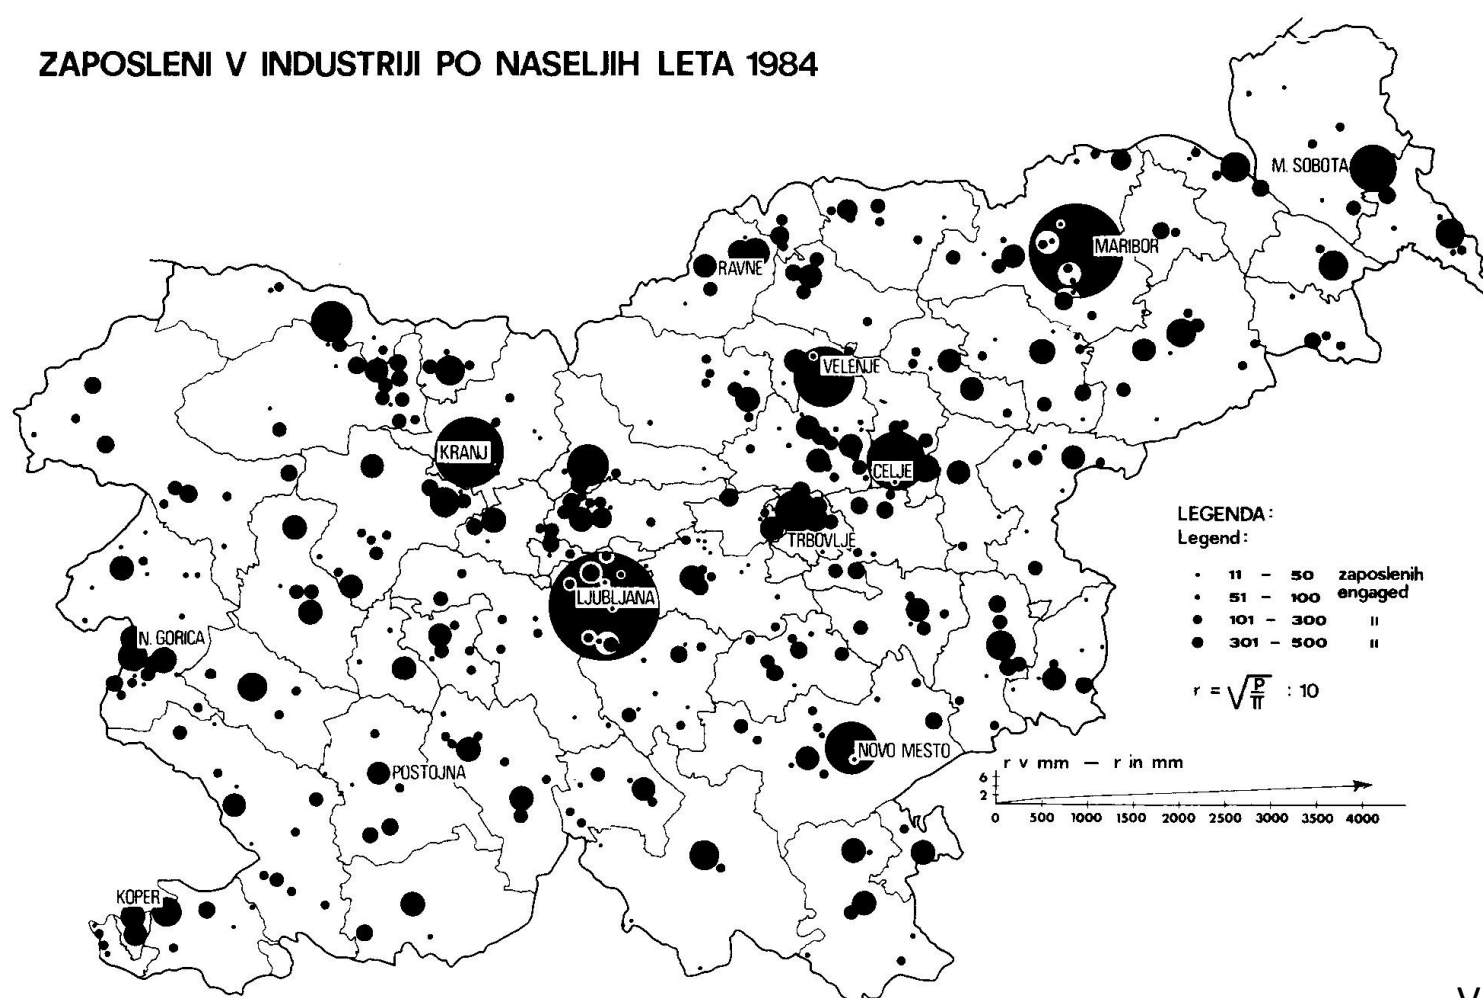 ZAPOSLENI V INDUSTRIJI PO NASELJIH LETA 1984
M. SOBOTA
MARIBOR
RAVNE
VELENJE
KRANJ
CELJE
TRBOVLJE
LJUBLJANA
N. GORICA
NOVO MESTO
POSTOJNA
KOPER
LEGENDA:
Legend:
11 – 50 zaposlenih
51 – 100 engaged
101 – 300 "
301 – 500 "
r = √P/π : 10
r v mm – r in mm
6
2
0 500 1000 1500 2000 2500 3000 3500 4000